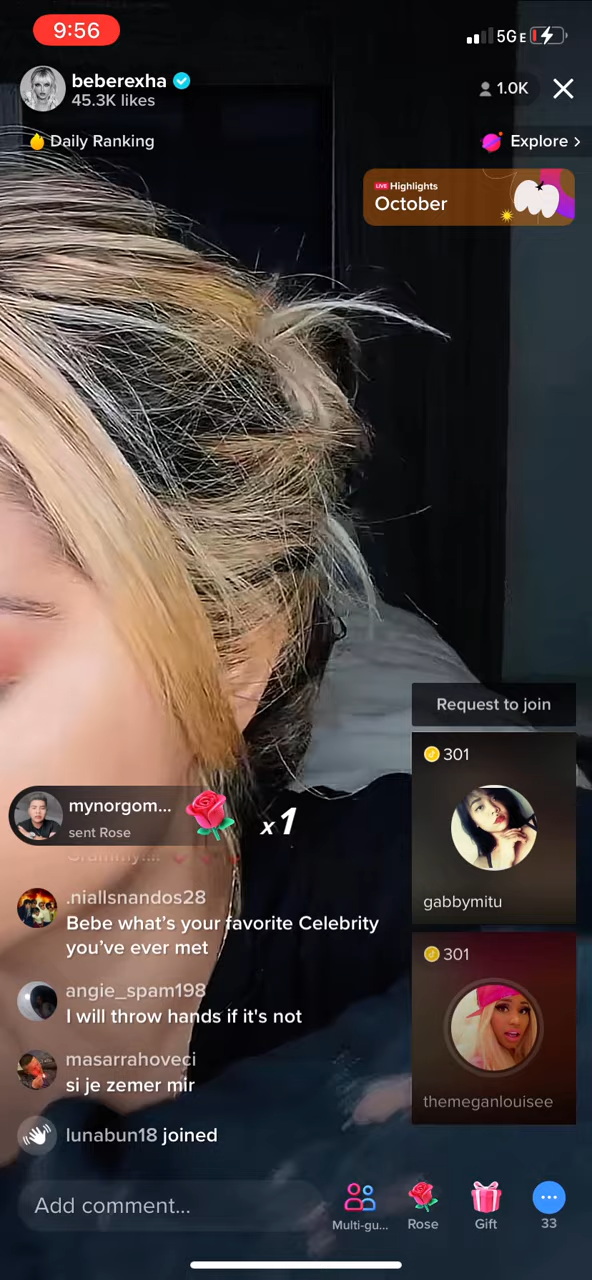 9:56
5G E
beberexha
45.3K likes
1.0K
Daily Ranking
Explore >
LIVE Highlights
October
Request to join
301
gabbymitu
mynorgom...
sent Rose
x1
Grammy....
.niallsnandos28
Bebe what's your favorite Celebrity
you've ever met
301
angie_spam198
I will throw hands if it's not
masarrahoveci
si je zemer mir
themeganlouisee
lunabun18 joined
Add comment...
Multi-gu...
Rose
Gift
33